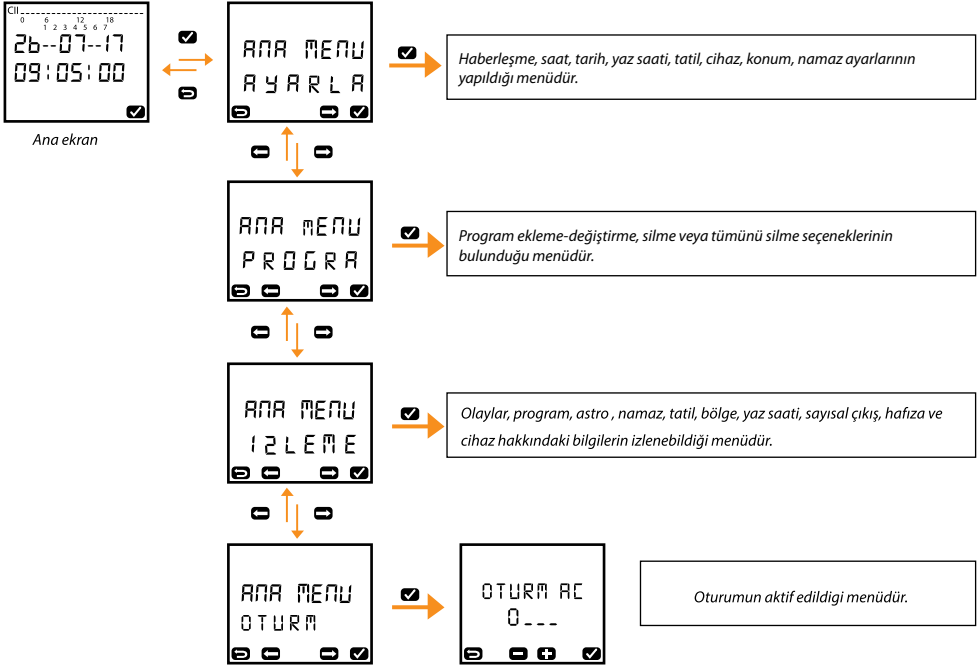 CII
0 6 12 18
1 2 3 4 5 6 7
26--07--17
09:05:00
Ana ekran
ANA MENU
AYARLA
Haberleşme, saat, tarih, yaz saati, tatil, cihaz, konum, namaz ayarlarının
yapıldığı menüdür.
ANA MENU
PROGRA
Program ekleme-değiştirme, silme veya tümünü silme seçeneklerinin
bulunduğu menüdür.
ANA MENU
IZLEME
Olaylar, program, astro , namaz, tatil, bölge, yaz saati, sayısal çıkış, hafıza ve
cihaz hakkındaki bilgilerin izlenebildiği menüdür.
ANA MENU
OTURM
OTURM AC
0___
Oturumun aktif edildigi menüdür.